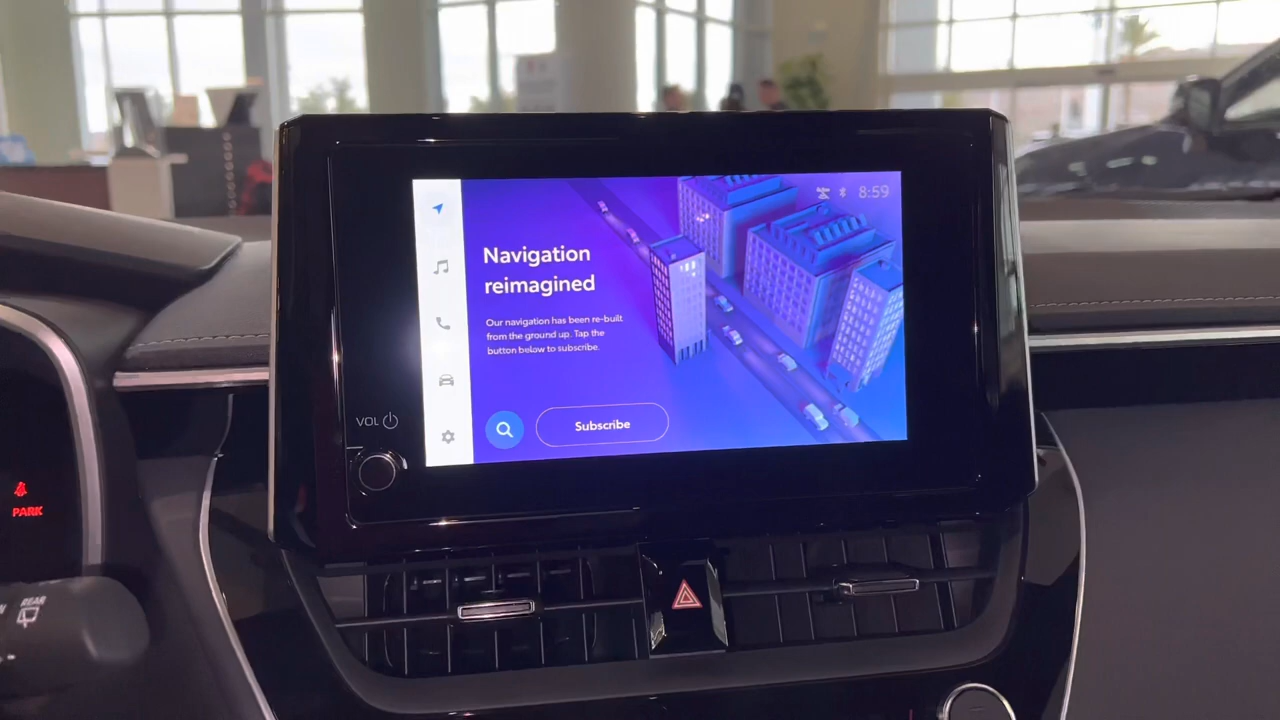 8:59
Navigation
reimagined
Our navigation has been re-built
from the ground up. Tap the
button below to subscribe.
Subscribe
VOL
PARK
REAR